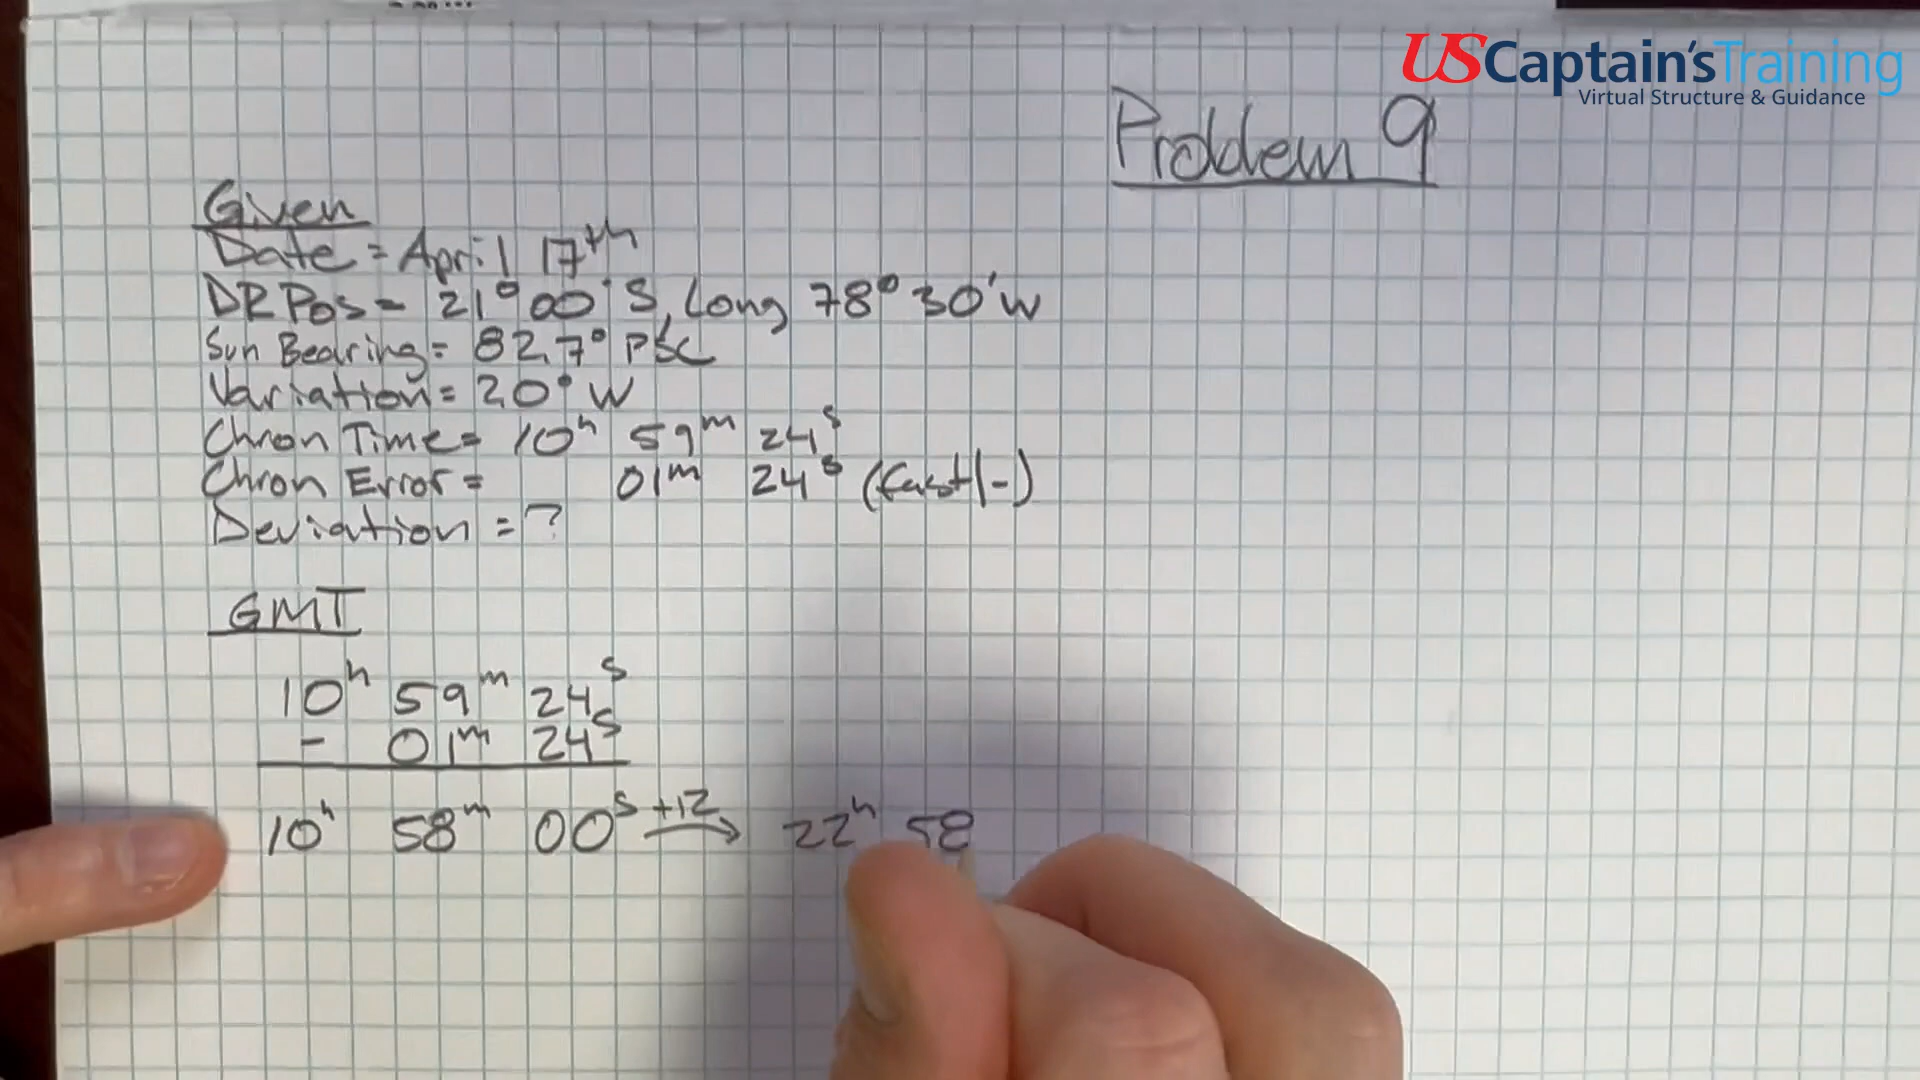 USCaptain'sTraining
Virtual Structure & Guidance
Problem 9
Given
Date = April 17th
DR Pos = 21° 00' S, Long 78° 30' W
Sun Bearing = 82.7° PSC
Variation = 2.0° W
Chron Time = 10h 59m 24s
Chron Error = 01m 24s (fast/-)
Deviation = ?
GMT
10h 59m 24s
- 01m 24s
10h 58m 00s +12 → 22h 58